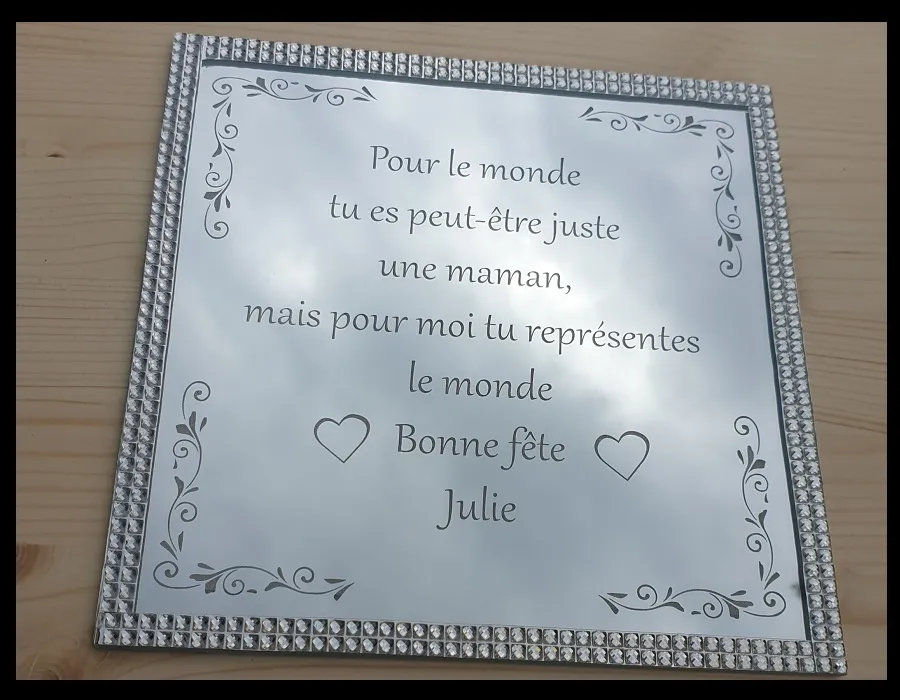 Pour le monde
tu es peut-être juste
une maman,
mais pour moi tu représentes
le monde
Bonne fête
Julie